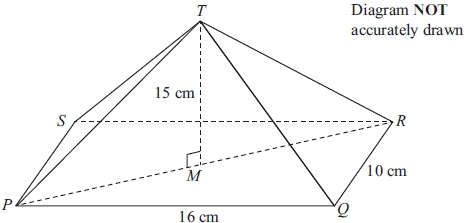 T
Diagram NOT
accurately drawn
15 cm
S
R
M
10 cm
P
16 cm
Q